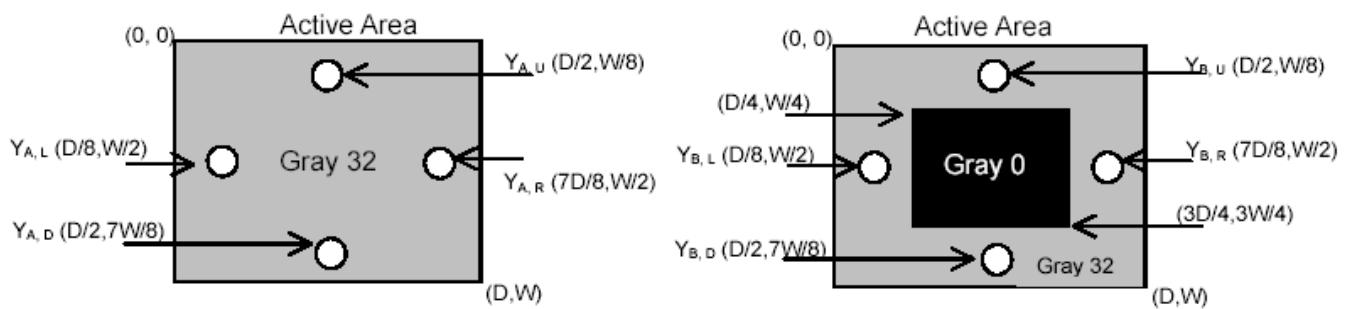 Active Area
(0, 0)
YA, U (D/2,W/8)
YA, L (D/8,W/2)
Gray 32
YA, R (7D/8,W/2)
YA, D (D/2,7W/8)
(D,W)
Active Area
(0, 0)
YB, U (D/2,W/8)
(D/4,W/4)
YB, L (D/8,W/2)
Gray 0
YB, R (7D/8,W/2)
(3D/4,3W/4)
YB, D (D/2,7W/8)
Gray 32
(D,W)